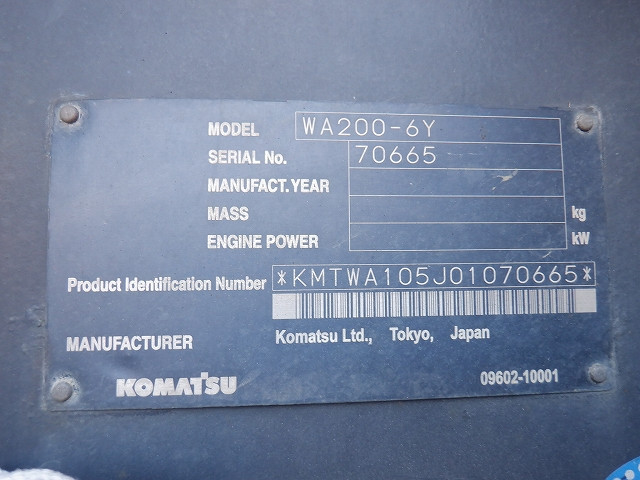 MODEL WA200-6Y
SERIAL No. 70665
MANUFACT.YEAR
MASS kg
ENGINE POWER kW
Product Identification Number *KMTWA105J01070665*
MANUFACTURER Komatsu Ltd., Tokyo, Japan
KOMATSU 09602-10001